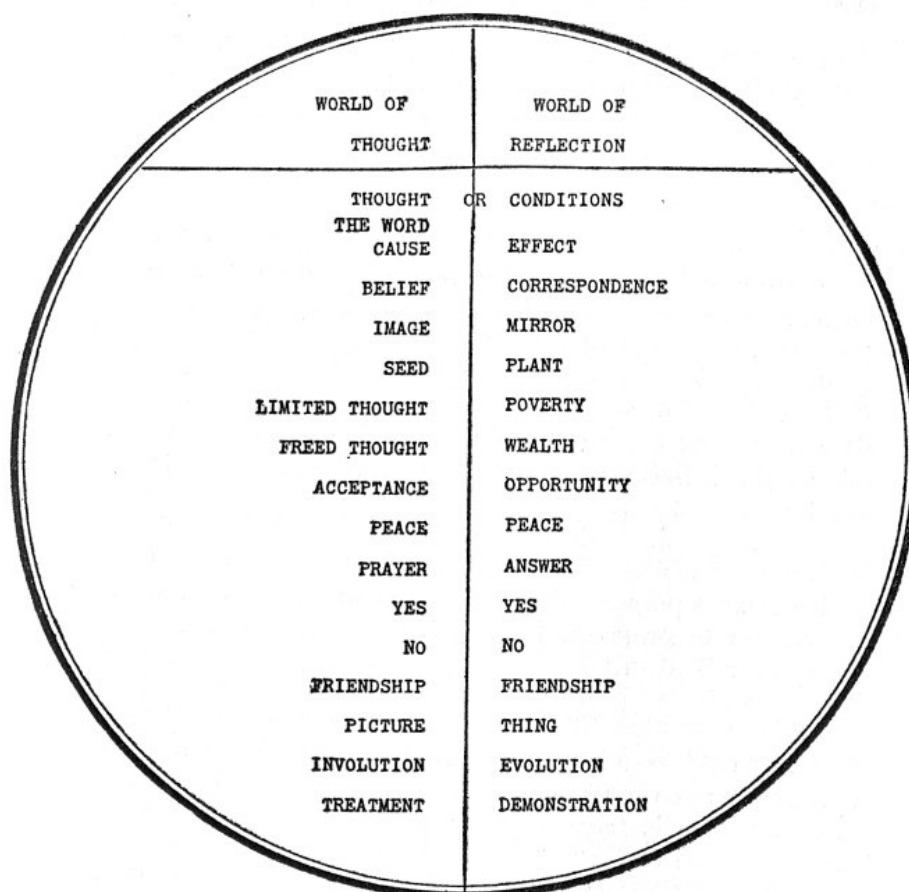 WORLD OF WORLD OF
THOUGHT REFLECTION
THOUGHT OR CONDITIONS
THE WORD
CAUSE EFFECT
BELIEF CORRESPONDENCE
IMAGE MIRROR
SEED PLANT
LIMITED THOUGHT POVERTY
FREED THOUGHT WEALTH
ACCEPTANCE OPPORTUNITY
PEACE PEACE
PRAYER ANSWER
YES YES
NO NO
FRIENDSHIP FRIENDSHIP
PICTURE THING
INVOLUTION EVOLUTION
TREATMENT DEMONSTRATION